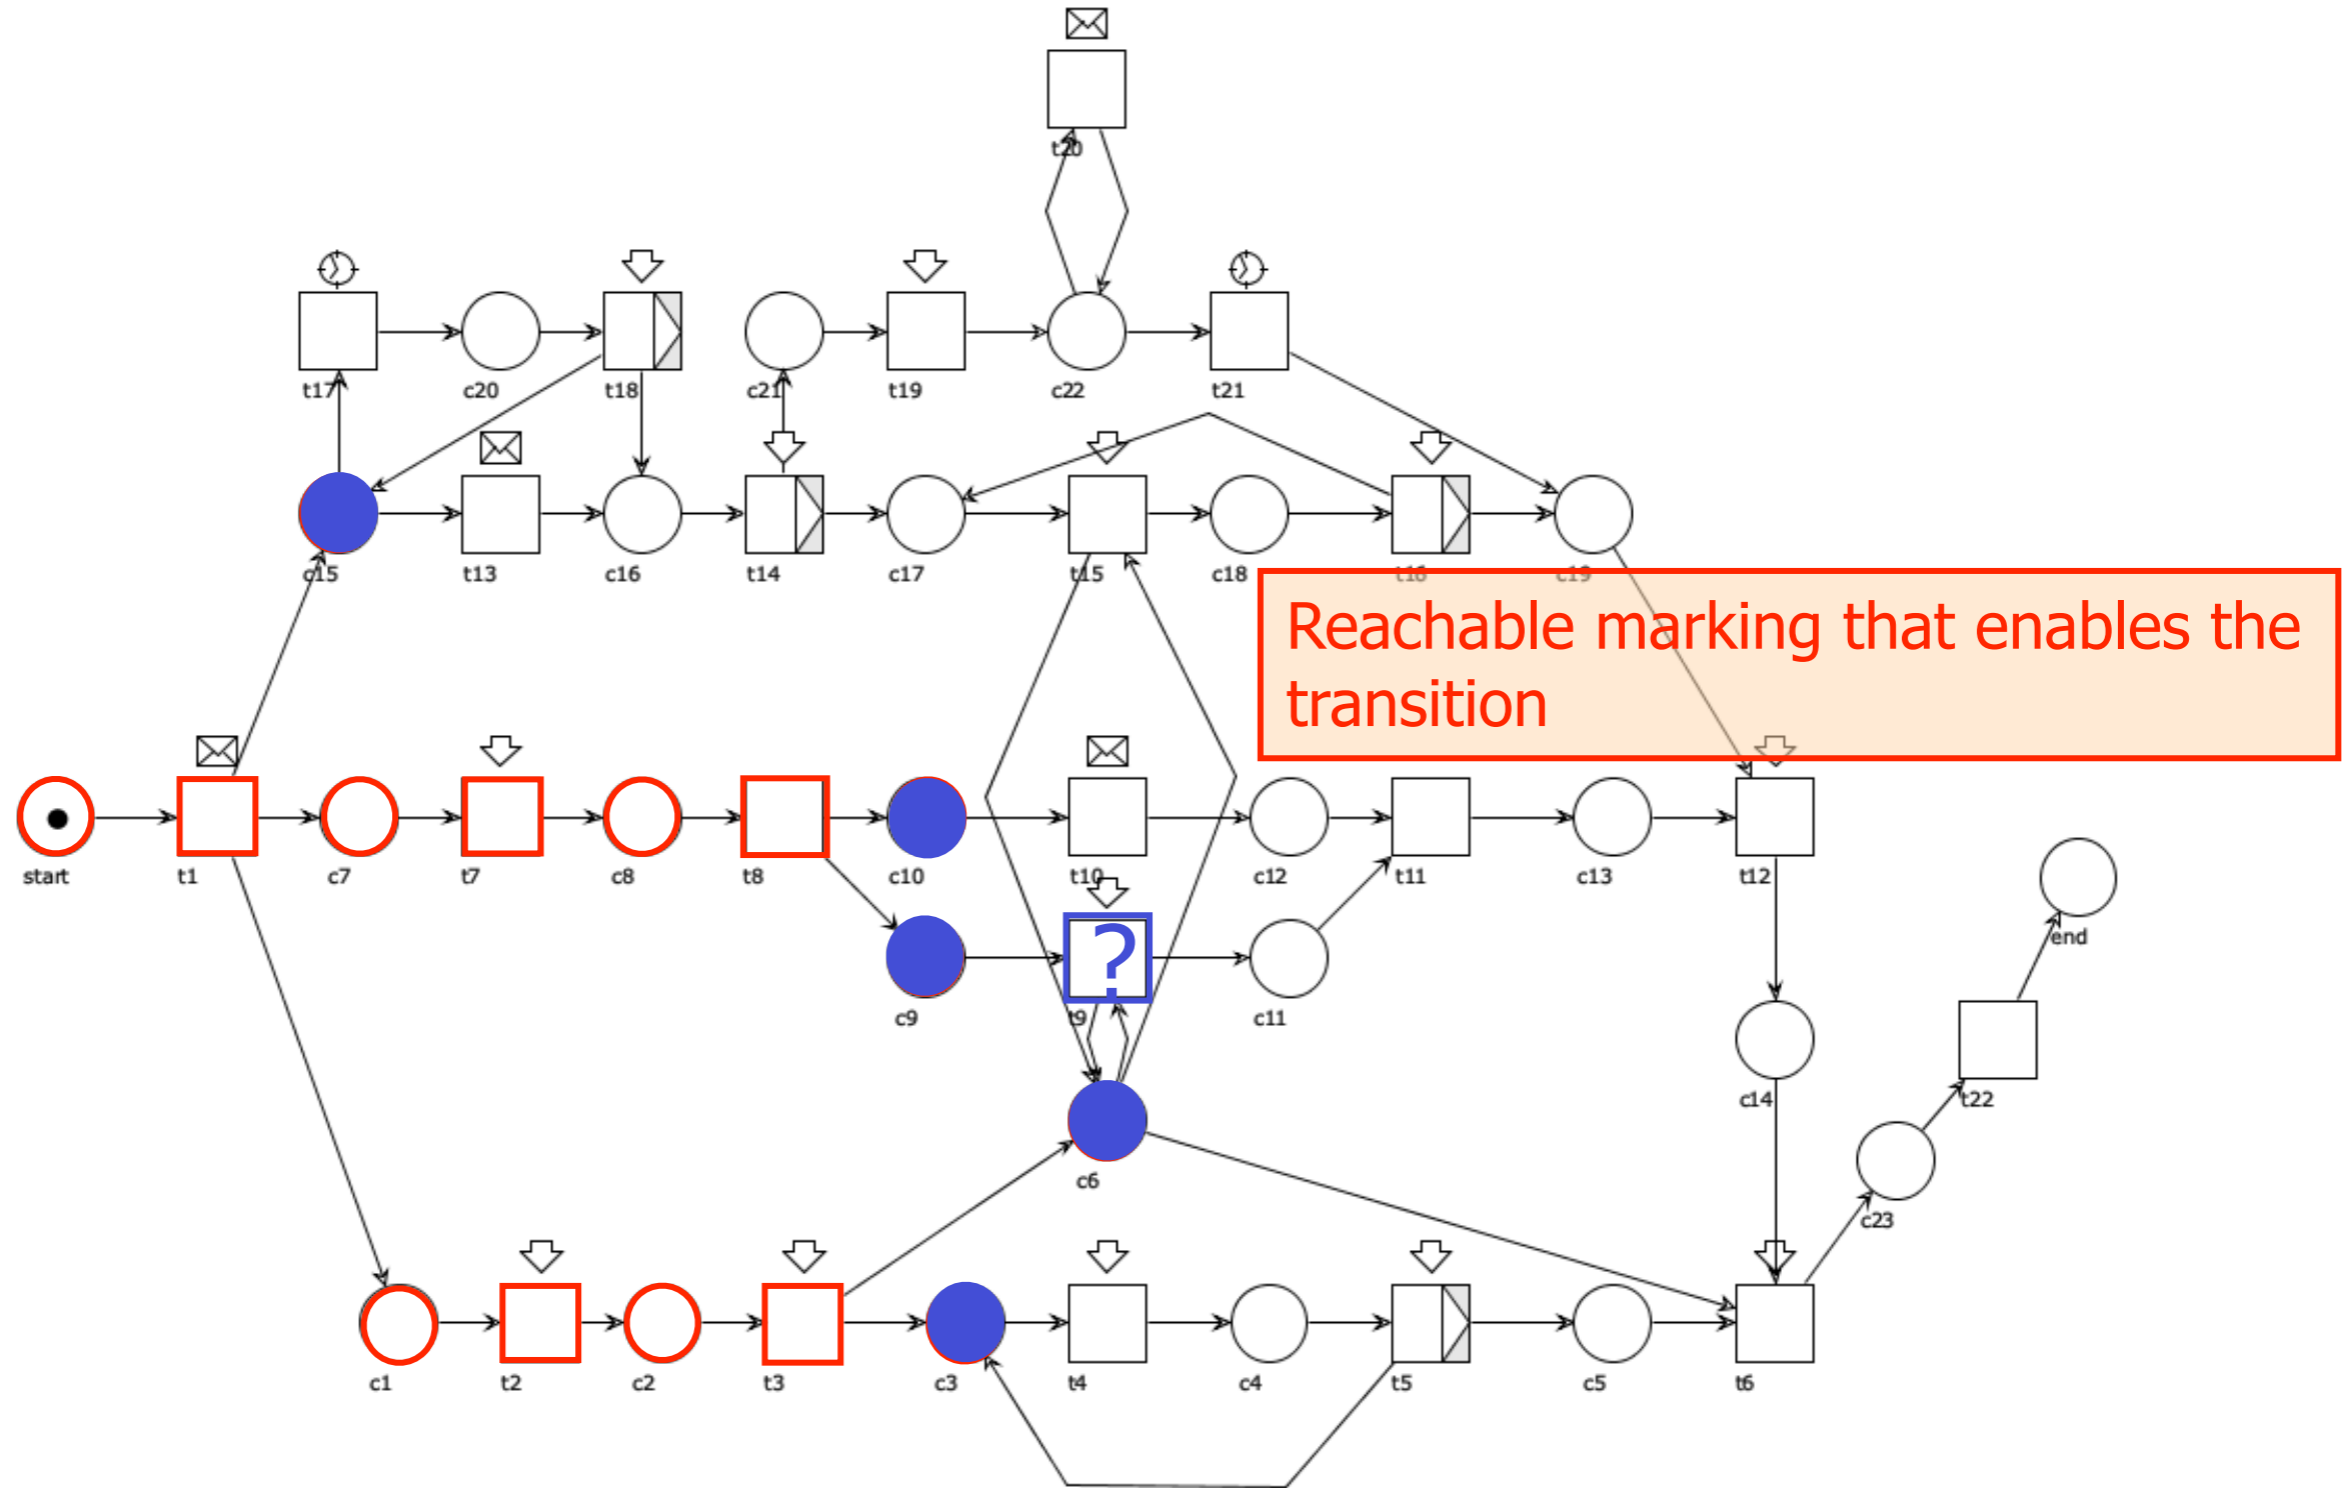 t20
t17
c20
t18
c21
t19
c22
t21
c15
t13
c16
t14
c17
t15
c18
t16
c19
Reachable marking that enables the
transition
start
t1
c7
t7
c8
t8
c10
t10
c12
t11
c13
t12
?
end
c9
t9
c11
c14
t22
c6
c23
c1
t2
c2
t3
c3
t4
c4
t5
c5
t6